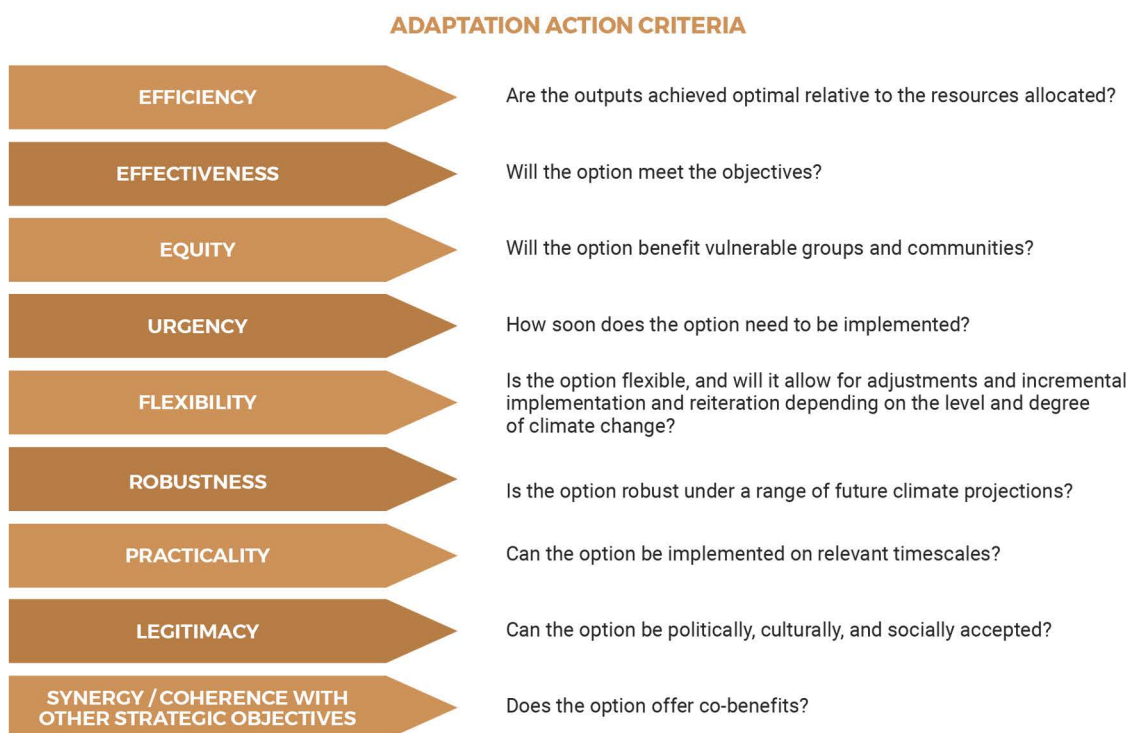 ADAPTATION ACTION CRITERIA
EFFICIENCY
Are the outputs achieved optimal relative to the resources allocated?
EFFECTIVENESS
Will the option meet the objectives?
EQUITY
Will the option benefit vulnerable groups and communities?
URGENCY
How soon does the option need to be implemented?
FLEXIBILITY
Is the option flexible, and will it allow for adjustments and incremental
implementation and reiteration depending on the level and degree
of climate change?
ROBUSTNESS
Is the option robust under a range of future climate projections?
PRACTICALITY
Can the option be implemented on relevant timescales?
LEGITIMACY
Can the option be politically, culturally, and socially accepted?
SYNERGY / COHERENCE WITH
OTHER STRATEGIC OBJECTIVES
Does the option offer co-benefits?